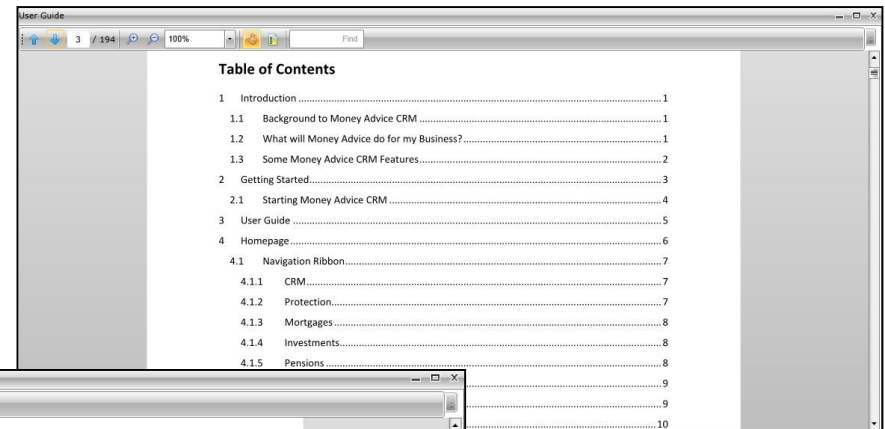 User Guide
3 / 194 100% Find
Table of Contents
1 Introduction ........ 1
1.1 Background to Money Advice CRM ........ 1
1.2 What will Money Advice do for my Business? ........ 1
1.3 Some Money Advice CRM Features ........ 2
2 Getting Started ........ 3
2.1 Starting Money Advice CRM ........ 4
3 User Guide ........ 5
4 Homepage ........ 6
4.1 Navigation Ribbon ........ 7
4.1.1 CRM ........ 7
4.1.2 Protection ........ 7
4.1.3 Mortgages ........ 8
4.1.4 Investments ........ 8
4.1.5 Pensions ........ 8
........ 9
........ 9
........ 10